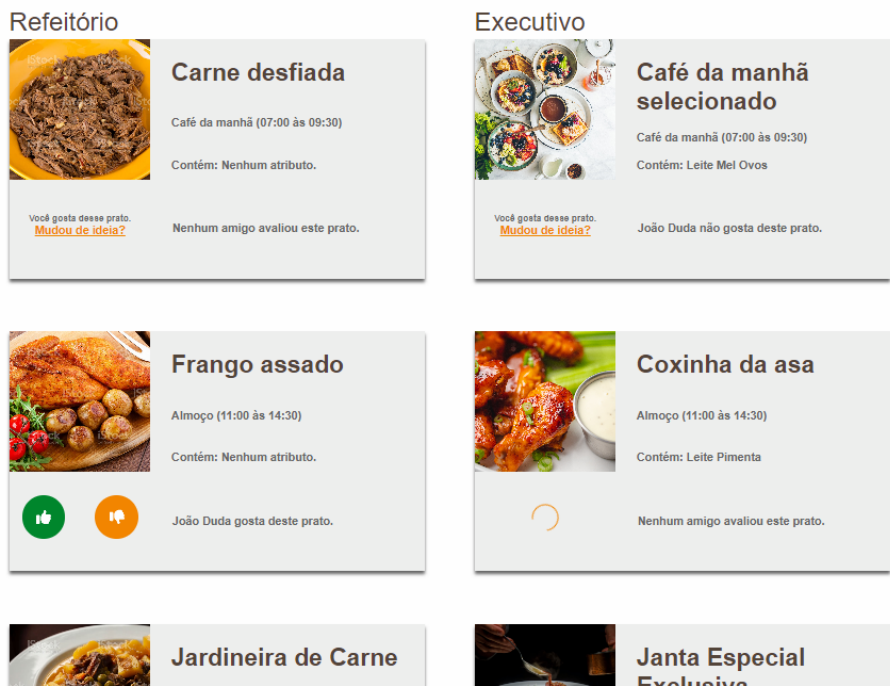 Refeitório
Carne desfiada
Café da manhã (07:00 às 09:30)
Contém: Nenhum atributo.
Você gosta desse prato.
Mudou de ideia?
Nenhum amigo avaliou este prato.
Frango assado
Almoço (11:00 às 14:30)
Contém: Nenhum atributo.
João Duda gosta deste prato.
Jardineira de Carne
Executivo
Café da manhã
selecionado
Café da manhã (07:00 às 09:30)
Contém: Leite Mel Ovos
Você gosta desse prato.
Mudou de ideia?
João Duda não gosta deste prato.
Coxinha da asa
Almoço (11:00 às 14:30)
Contém: Leite Pimenta
Nenhum amigo avaliou este prato.
Janta Especial
Exclusiva